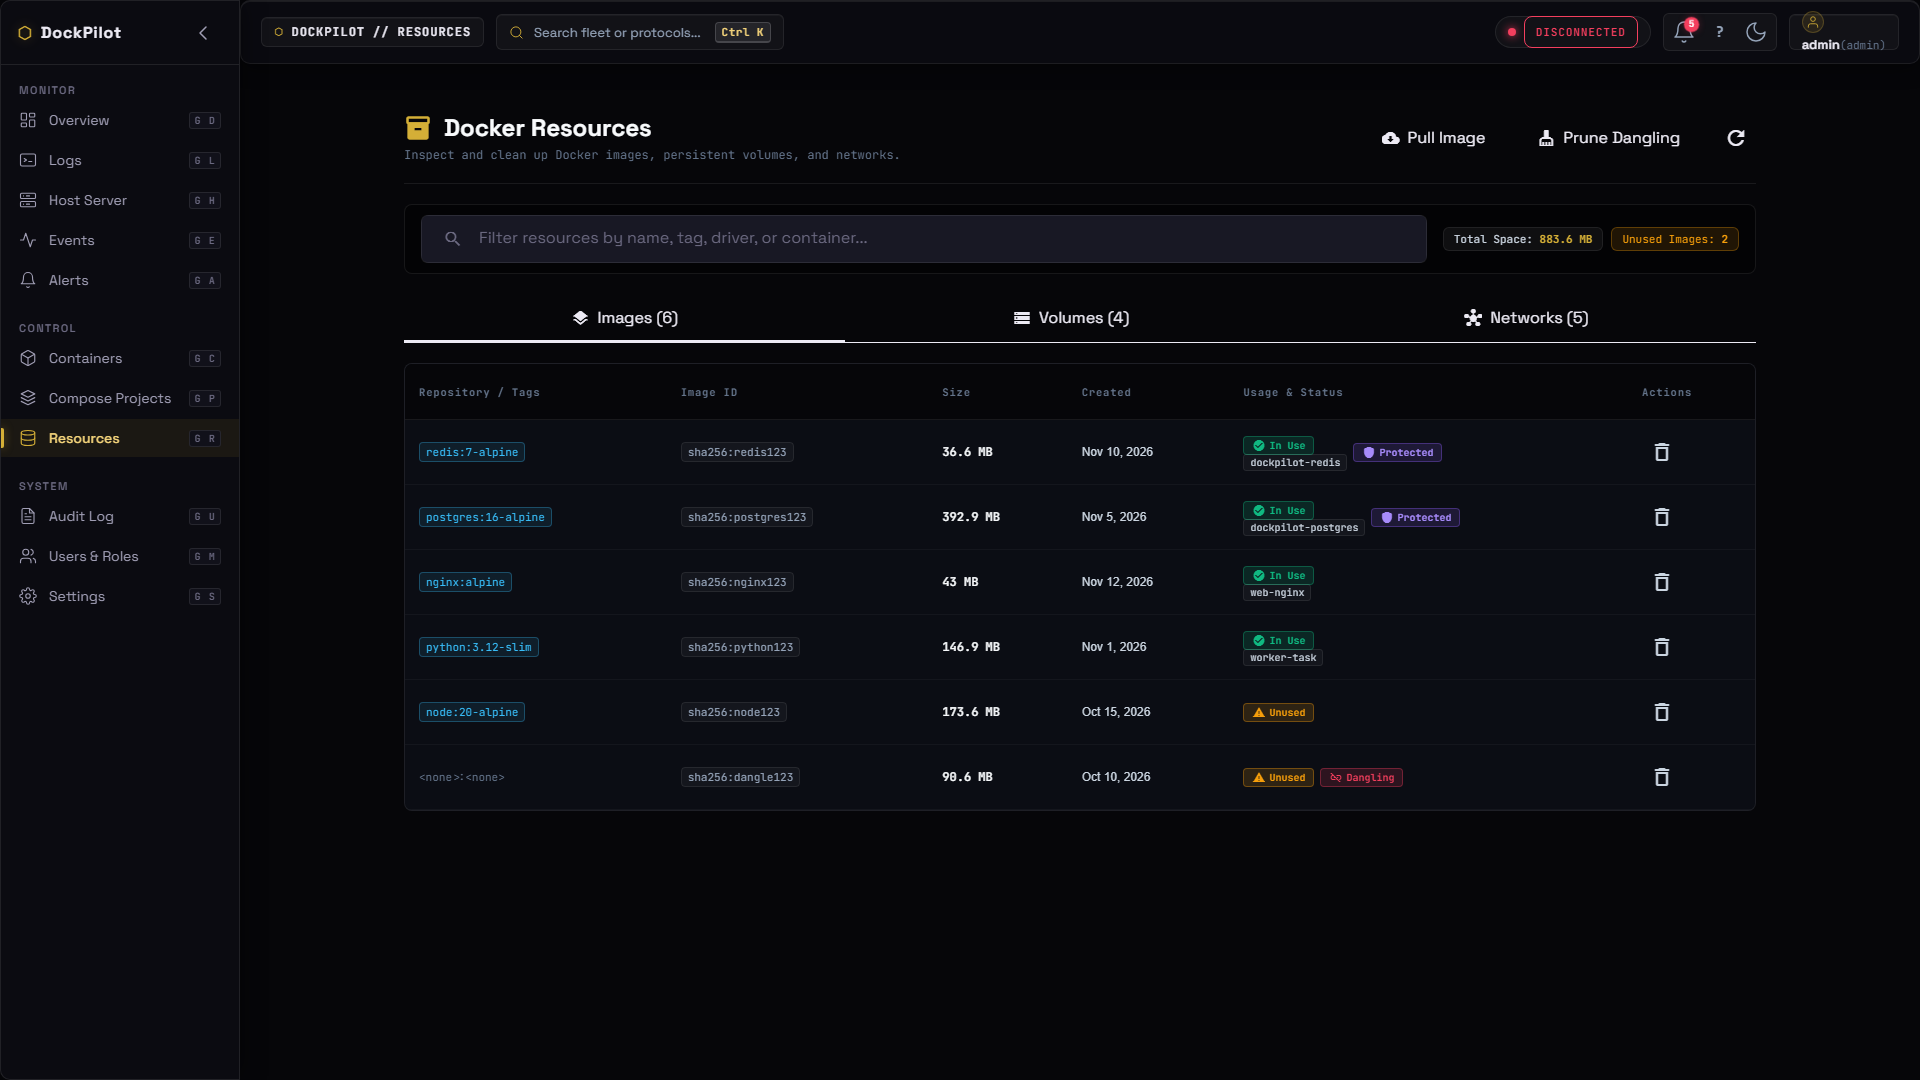 DockPilot
DOCKPILOT // RESOURCES
Search fleet or protocols...
Ctrl K
DISCONNECTED
5
?
admin(admin)
MONITOR
Overview
G D
Logs
G L
Host Server
G H
Events
G E
Alerts
G A
CONTROL
Containers
G C
Compose Projects
G P
Resources
G R
SYSTEM
Audit Log
G U
Users & Roles
G M
Settings
G S
Docker Resources
Inspect and clean up Docker images, persistent volumes, and networks.
Pull Image
Prune Dangling
Filter resources by name, tag, driver, or container...
Total Space: 883.6 MB
Unused Images: 2
Images (6)
Volumes (4)
Networks (5)
Repository / Tags
Image ID
Size
Created
Usage & Status
Actions
redis:7-alpine
sha256:redis123
36.6 MB
Nov 10, 2026
In Use
dockpilot-redis
Protected
postgres:16-alpine
sha256:postgres123
392.9 MB
Nov 5, 2026
In Use
dockpilot-postgres
Protected
nginx:alpine
sha256:nginx123
43 MB
Nov 12, 2026
In Use
web-nginx
python:3.12-slim
sha256:python123
146.9 MB
Nov 1, 2026
In Use
worker-task
node:20-alpine
sha256:node123
173.6 MB
Oct 15, 2026
Unused
<none>:<none>
sha256:dangle123
90.6 MB
Oct 10, 2026
Unused
Dangling